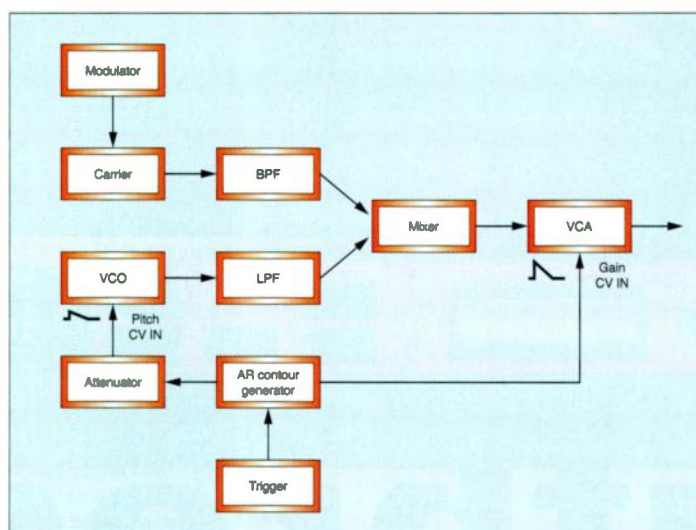 Modulator
Carrier
BPF
Mixer
VCA
VCO
LPF
Gain
CV IN
Pitch
CV IN
Attenuator
AR contour
generator
Trigger